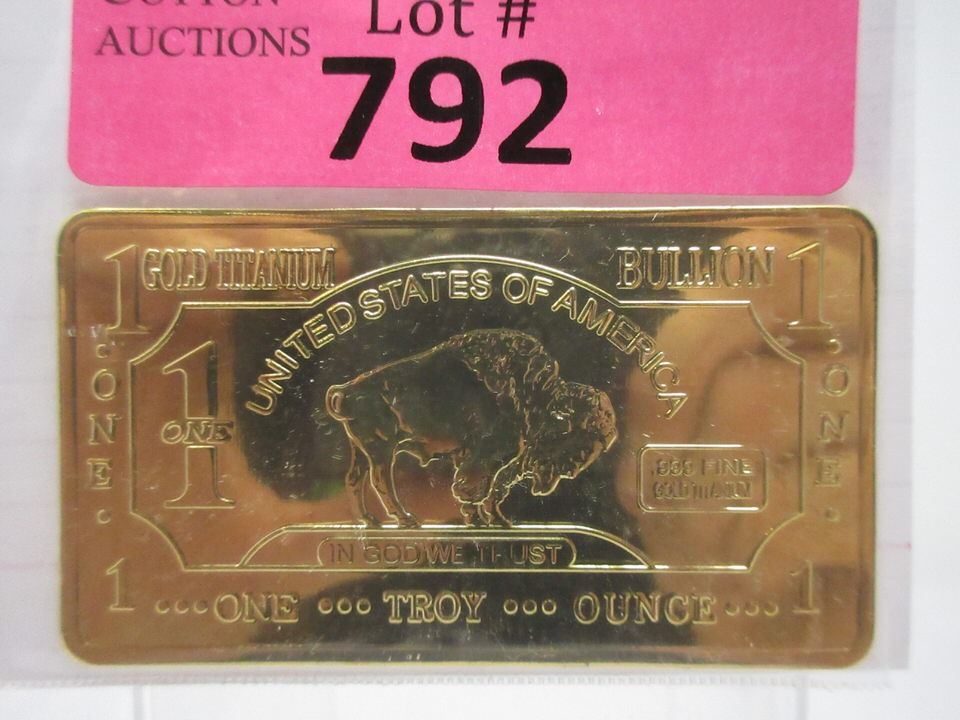 AUCTIONS
Lot #
792
1 GOLD TITANIUM BULLION 1
UNITED STATES OF AMERICA
1
ONE
ONE
ONE
.999 FINE
GOLD TITANIUM
IN GOD WE TRUST
1 ...ONE ... TROY ... OUNCE... 1